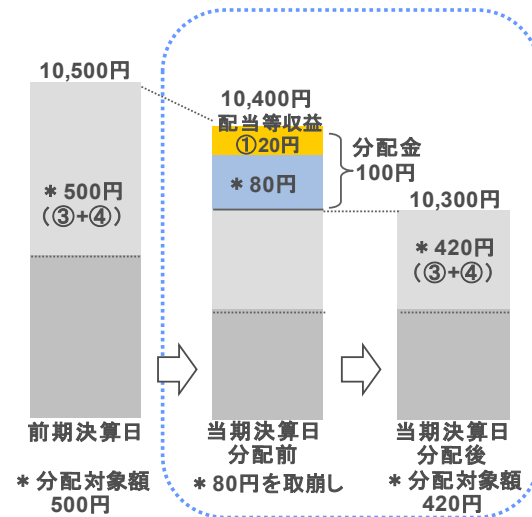 10,500円
＊500円
（③+④）
前期決算日
＊分配対象額
500円
10,400円
配当等収益
①20円
＊80円
分配金
100円
当期決算日
分配前
＊80円を取崩し
10,300円
＊420円
（③+④）
当期決算日
分配後
＊分配対象額
420円